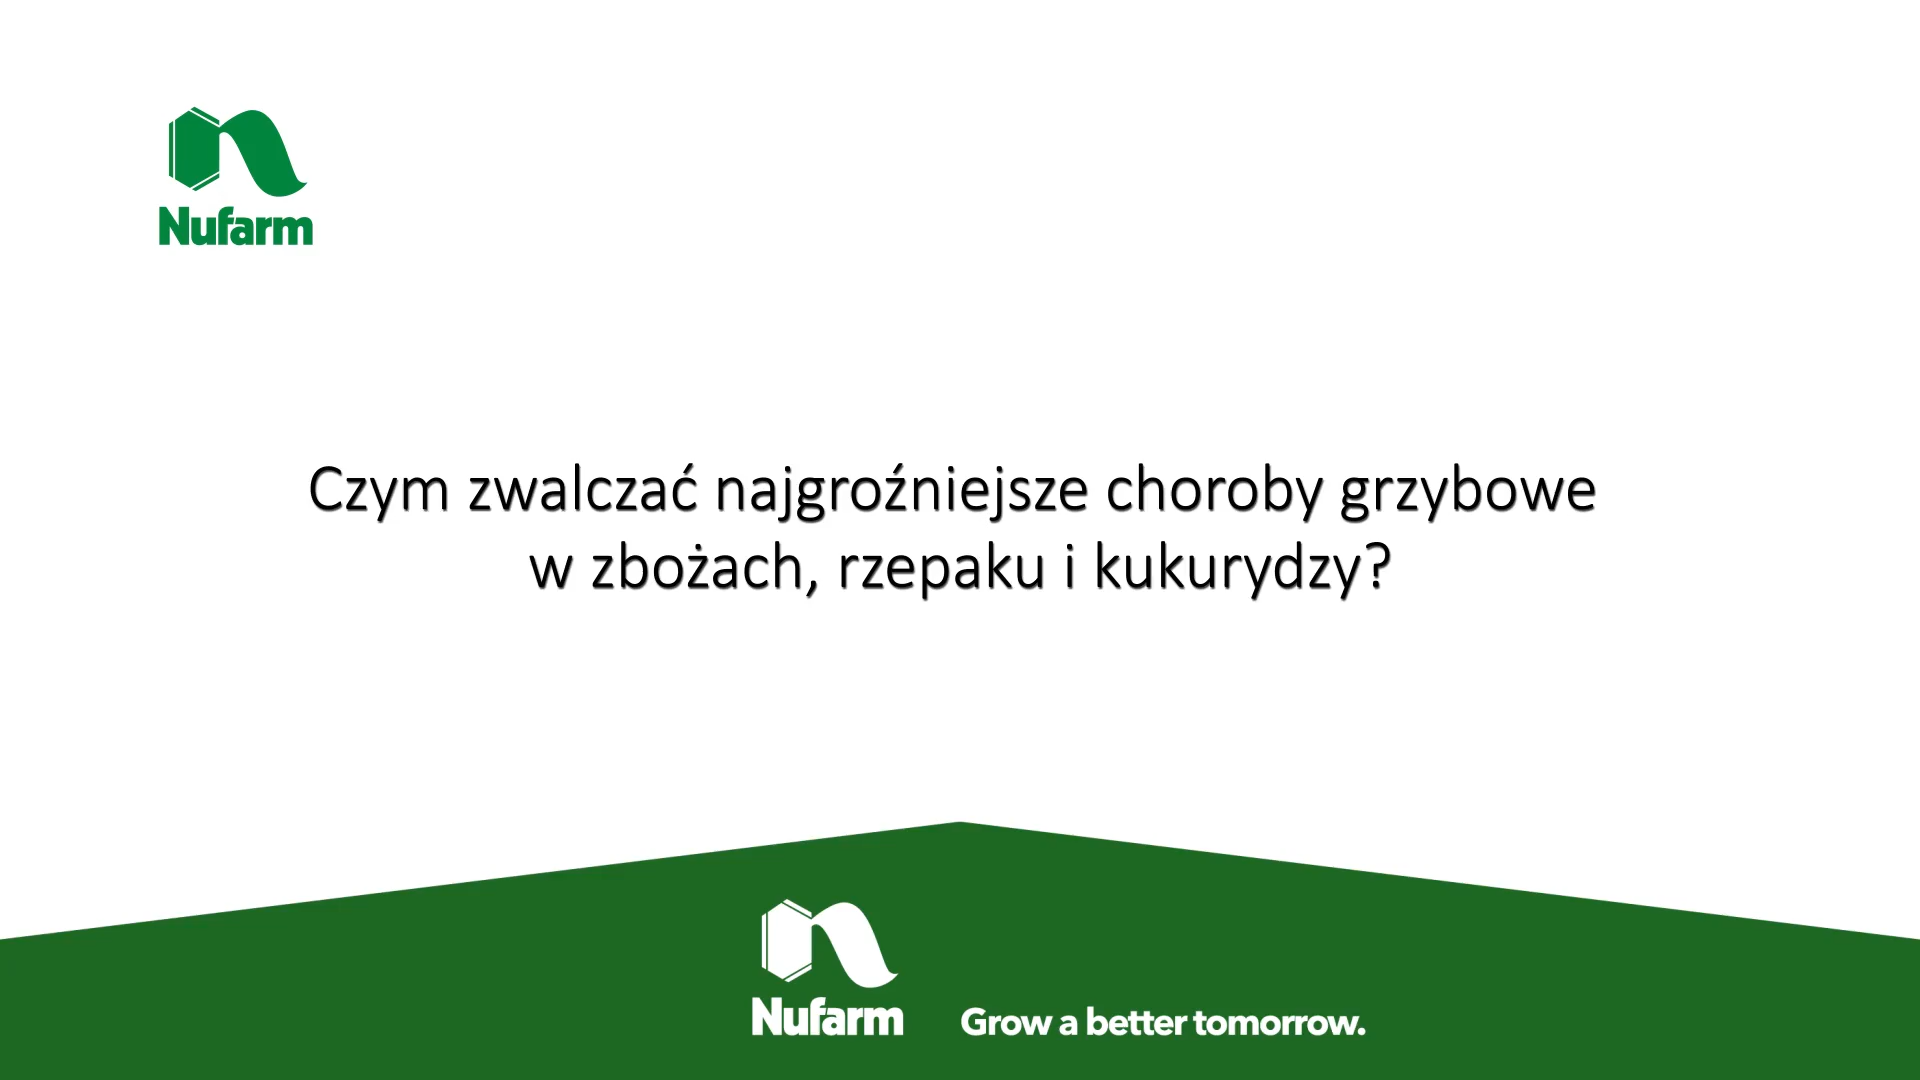 Nufarm
Czym zwalczać najgroźniejsze choroby grzybowe
w zbożach, rzepaku i kukurydzy?
Nufarm
Grow a better tomorrow.